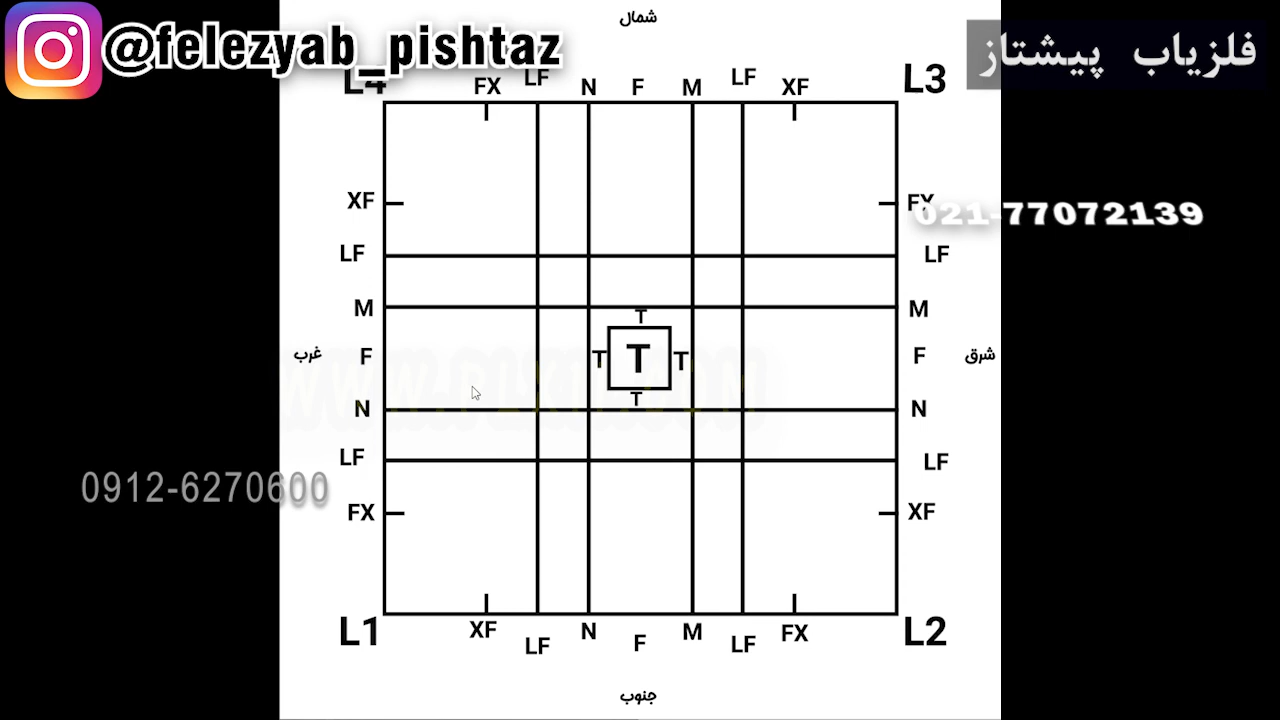 شمال
@felezyab_pishtaz
فلزیاب پیشتاز
L4 FX LF N F M LF XF L3
XF FX
021-77072139
LF LF
M M
T
غرب F T T T F شرق
T
N N
LF LF
0912-6270600
FX XF
L1 XF LF N F M LF FX L2
جنوب